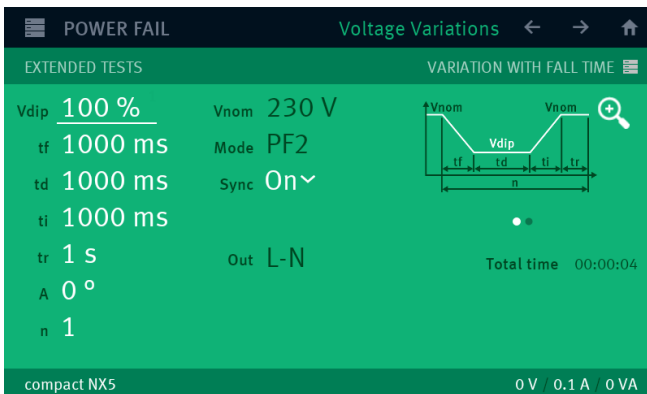 POWER FAIL
Voltage Variations ← → 
EXTENDED TESTS
VARIATION WITH FALL TIME
Vdip 100 %
tf 1000 ms
td 1000 ms
ti 1000 ms
tr 1 s
A 0 º
n 1
Vnom 230 V
Mode PF2
Sync On
Out L-N
Vnom Vnom
Vdip
tf td ti tr
n
Total time 00:00:04
compact NX5
0 V / 0.1 A / 0 VA